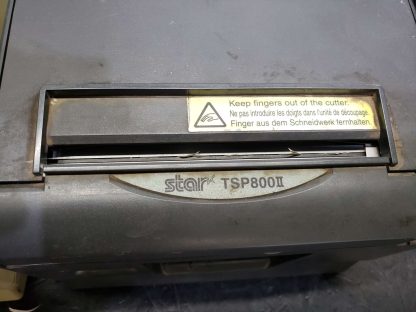 Keep fingers out of the cutter.
Ne pas introduire les doigts dans l'unité de découpage
Finger aus dem Schneidwerk fernhalten.
star TSP800II